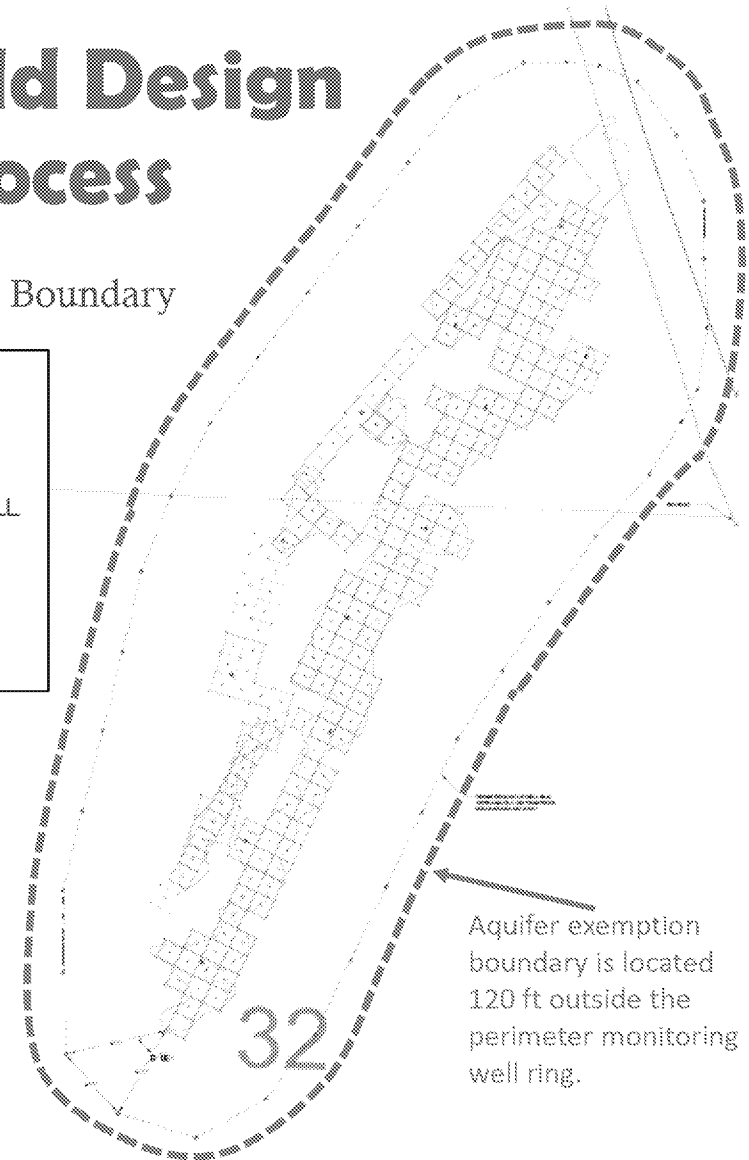 ld Design
ocess
Boundary
32
Aquifer exemption
boundary is located
120 ft outside the
perimeter monitoring
well ring.